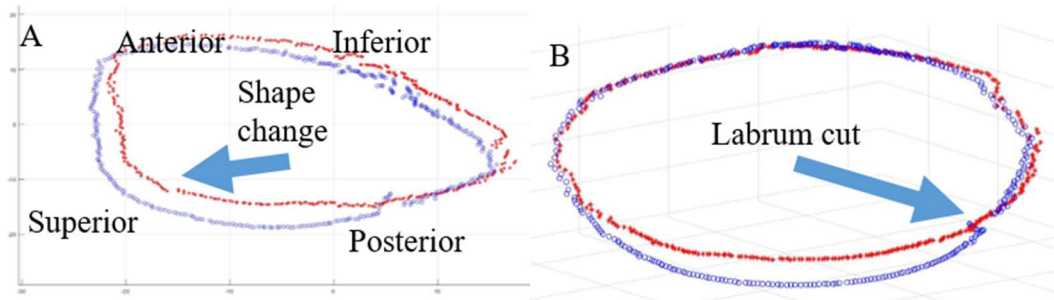 A
Anterior
Inferior
Shape
change
Superior
Posterior
B
Labrum cut